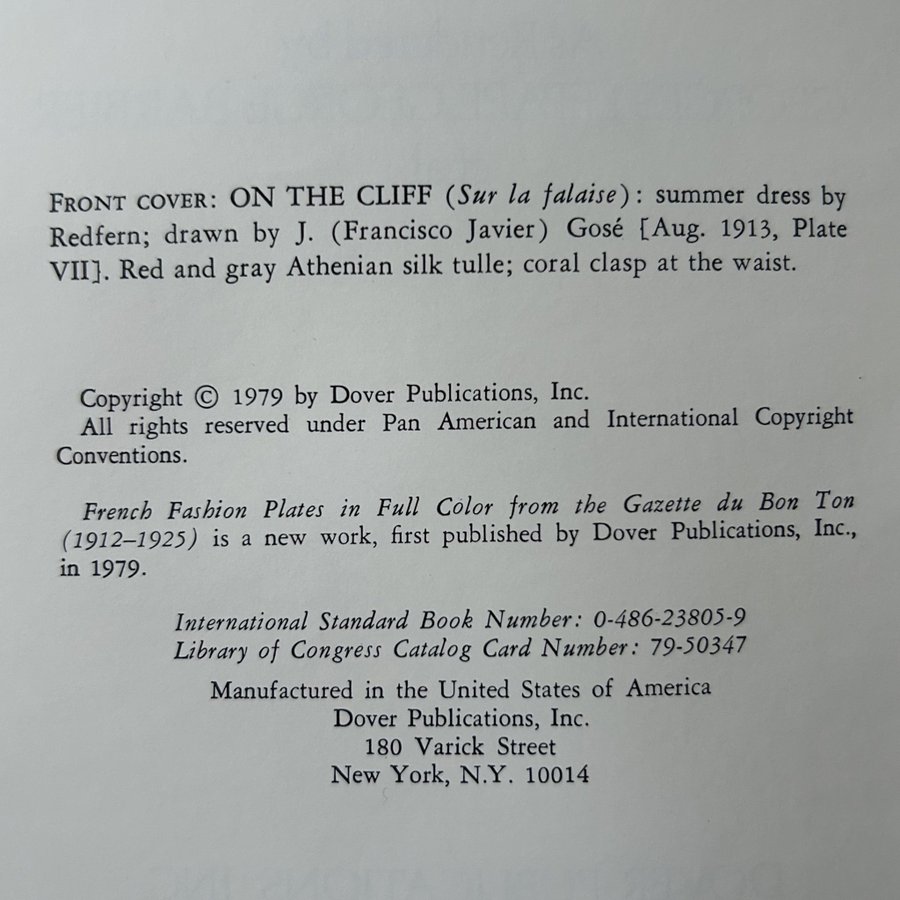 FRONT COVER: ON THE CLIFF (Sur la falaise): summer dress by
Redfern; drawn by J. (Francisco Javier) Gosé [Aug. 1913, Plate
VII]. Red and gray Athenian silk tulle; coral clasp at the waist.
Copyright © 1979 by Dover Publications, Inc.
All rights reserved under Pan American and International Copyright
Conventions.
French Fashion Plates in Full Color from the Gazette du Bon Ton
(1912–1925) is a new work, first published by Dover Publications, Inc.,
in 1979.
International Standard Book Number: 0-486-23805-9
Library of Congress Catalog Card Number: 79-50347
Manufactured in the United States of America
Dover Publications, Inc.
180 Varick Street
New York, N.Y. 10014